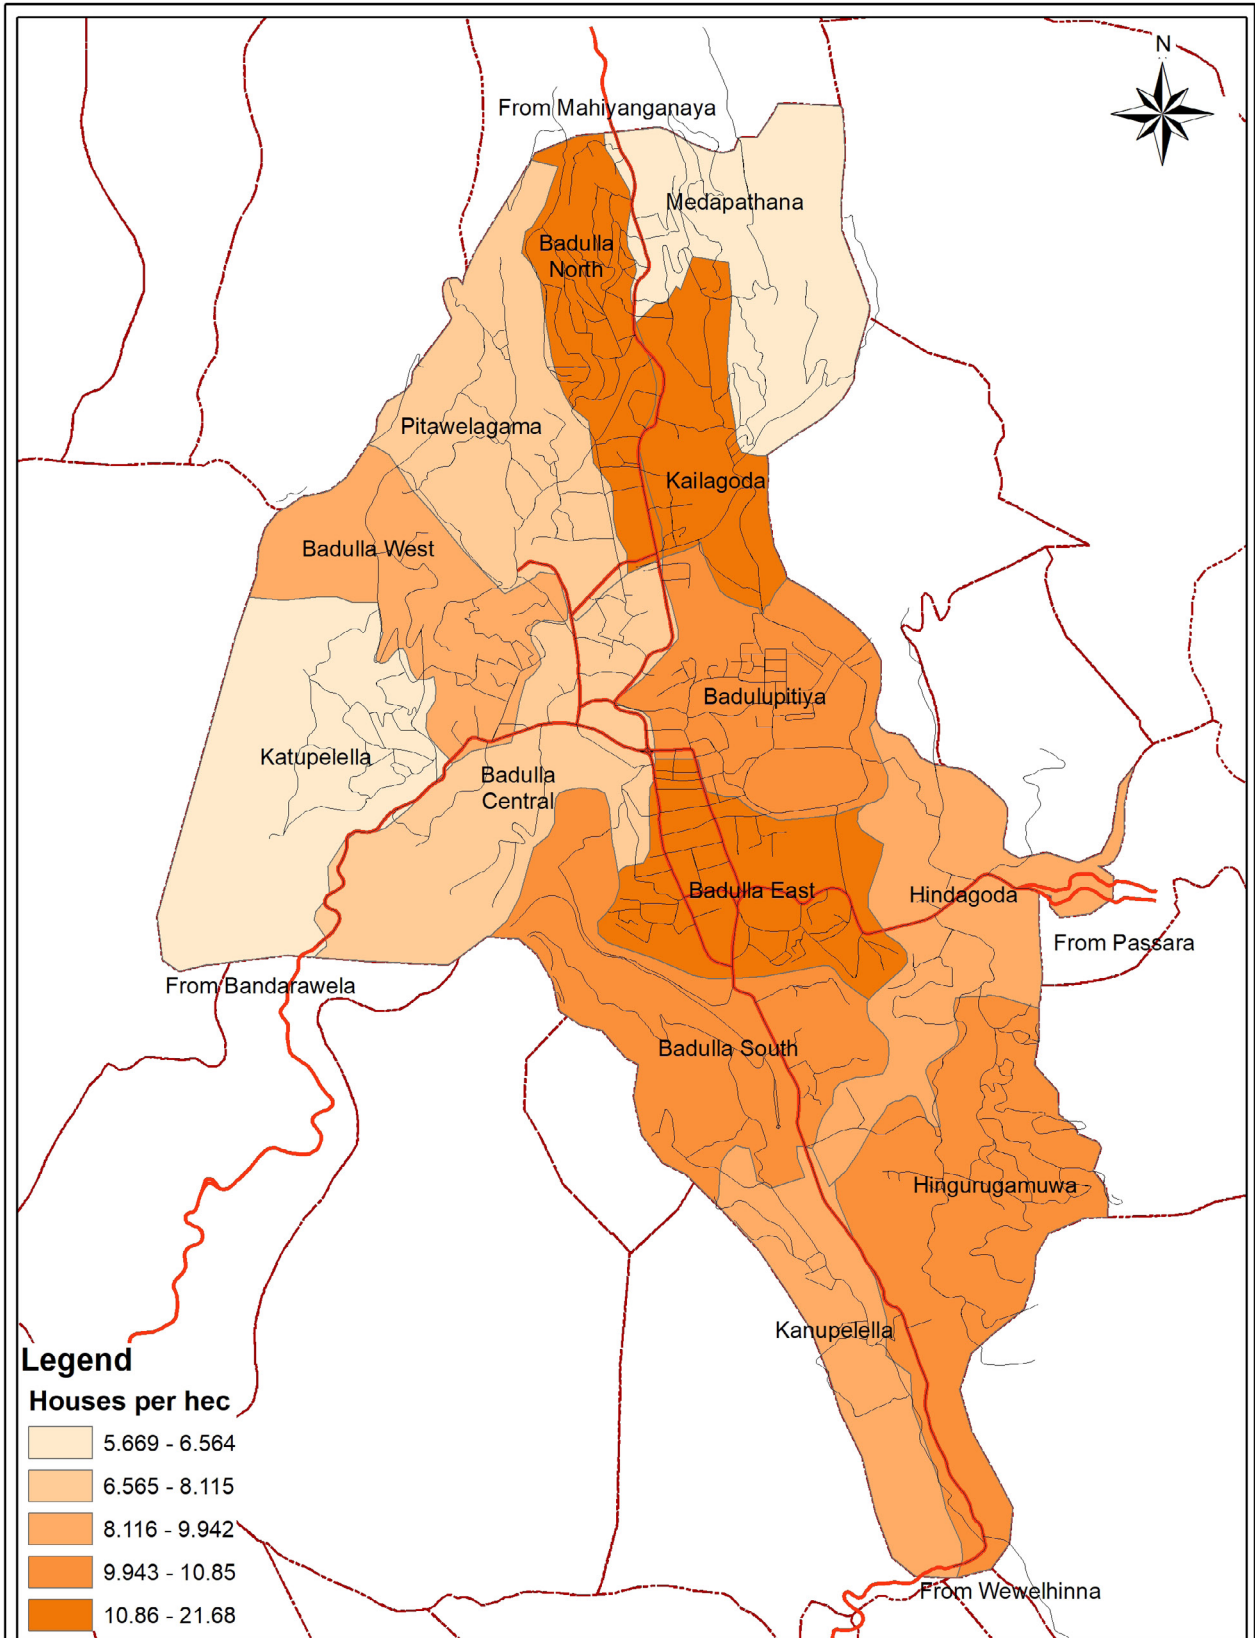 N
From Mahiyanganaya
Medapathana
Badulla
North
Pitawelagama
Kailagoda
Badulla West
Badulupitiya
Katupelella
Badulla
Central
Badulla East
Hindagoda
From Passara
From Bandarawela
Badulla South
Hingurugamuwa
Kanupelella
From Wewelhinna
Legend
Houses per hec
5.669 - 6.564
6.565 - 8.115
8.116 - 9.942
9.943 - 10.85
10.86 - 21.68